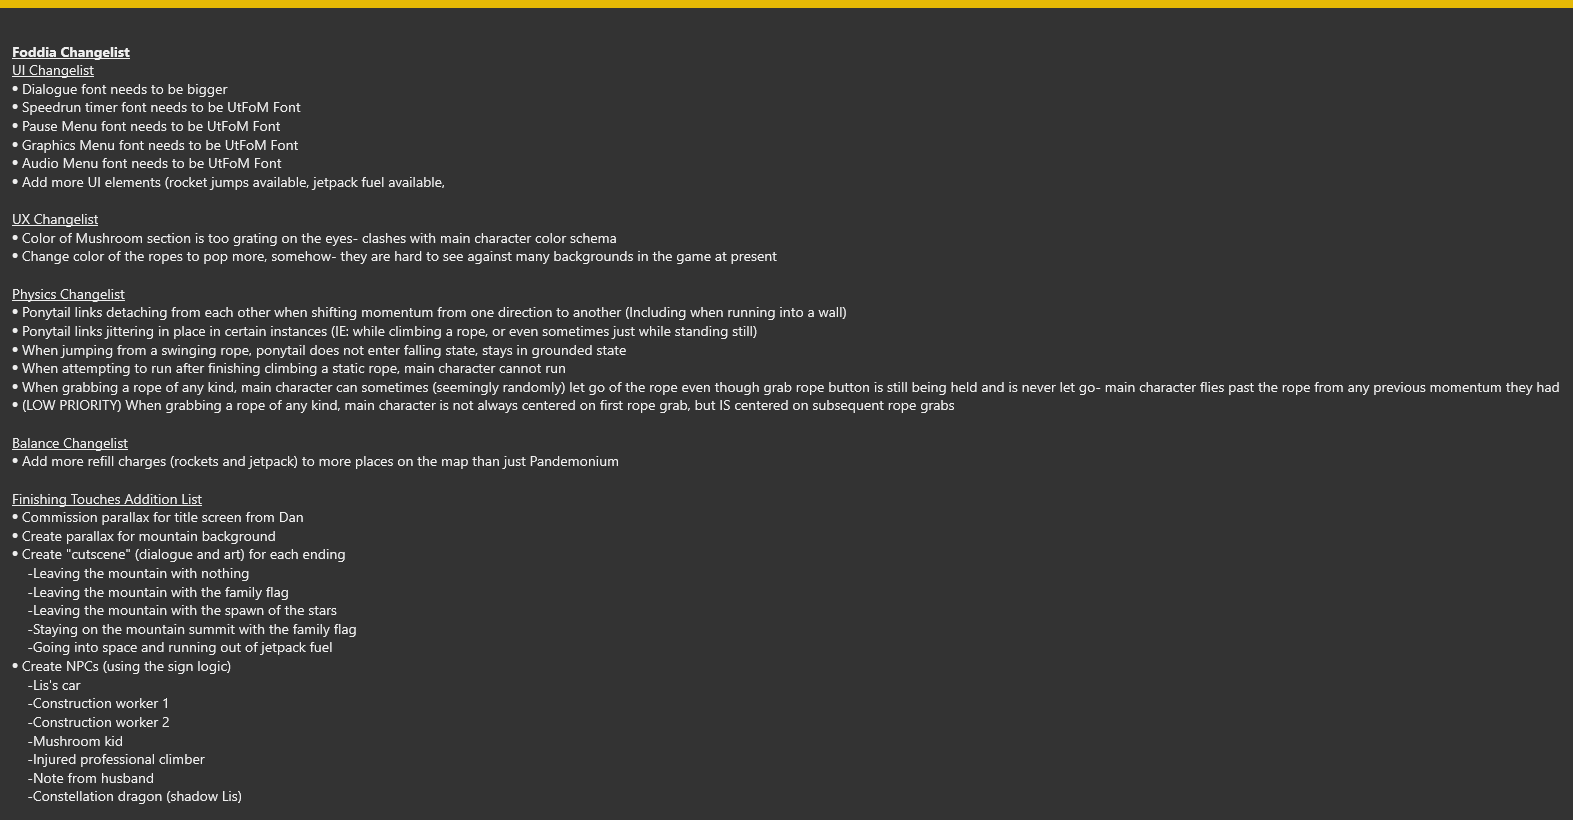 Foddia Changelist
UI Changelist
• Dialogue font needs to be bigger
• Speedrun timer font needs to be UtFoM Font
• Pause Menu font needs to be UtFoM Font
• Graphics Menu font needs to be UtFoM Font
• Audio Menu font needs to be UtFoM Font
• Add more UI elements (rocket jumps available, jetpack fuel available,
UX Changelist
• Color of Mushroom section is too grating on the eyes- clashes with main character color schema
• Change color of the ropes to pop more, somehow- they are hard to see against many backgrounds in the game at present
Physics Changelist
• Ponytail links detaching from each other when shifting momentum from one direction to another (Including when running into a wall)
• Ponytail links jittering in place in certain instances (IE: while climbing a rope, or even sometimes just while standing still)
• When jumping from a swinging rope, ponytail does not enter falling state, stays in grounded state
• When attempting to run after finishing climbing a static rope, main character cannot run
• When grabbing a rope of any kind, main character can sometimes (seemingly randomly) let go of the rope even though grab rope button is still being held and is never let go- main character flies past the rope from any previous momentum they had
• (LOW PRIORITY) When grabbing a rope of any kind, main character is not always centered on first rope grab, but IS centered on subsequent rope grabs
Balance Changelist
• Add more refill charges (rockets and jetpack) to more places on the map than just Pandemonium
Finishing Touches Addition List
• Commission parallax for title screen from Dan
• Create parallax for mountain background
• Create "cutscene" (dialogue and art) for each ending
-Leaving the mountain with nothing
-Leaving the mountain with the family flag
-Leaving the mountain with the spawn of the stars
-Staying on the mountain summit with the family flag
-Going into space and running out of jetpack fuel
• Create NPCs (using the sign logic)
-Lis's car
-Construction worker 1
-Construction worker 2
-Mushroom kid
-Injured professional climber
-Note from husband
-Constellation dragon (shadow Lis)